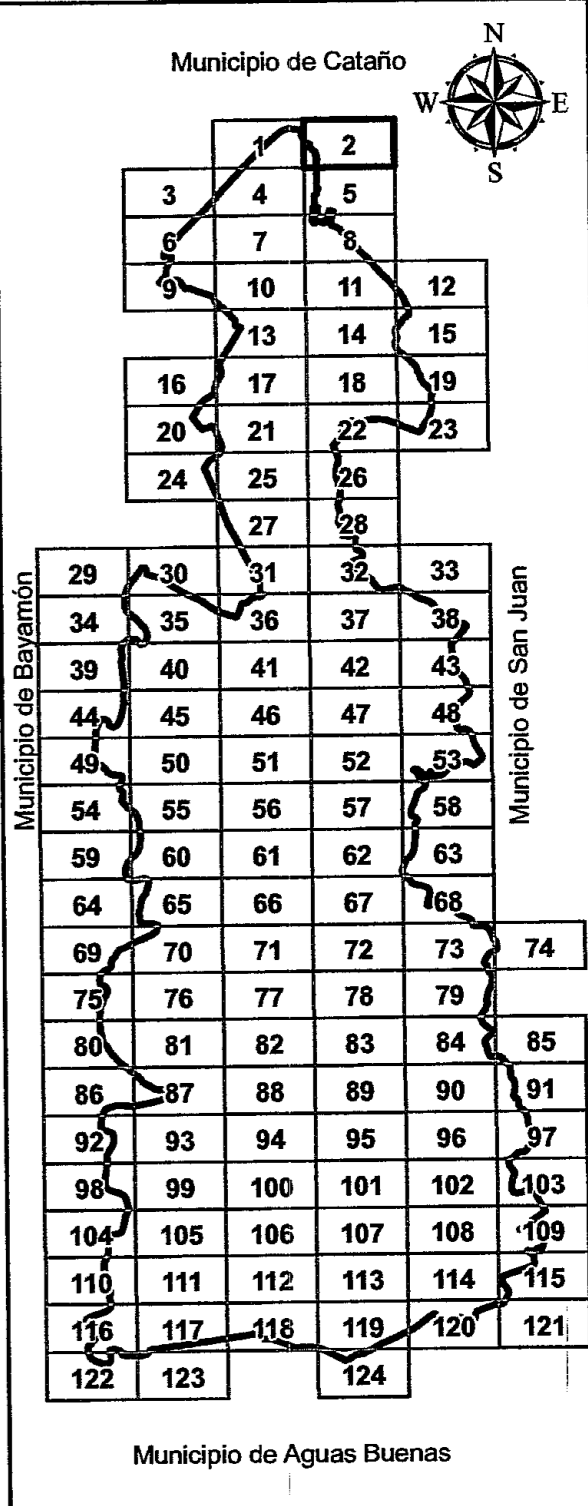 Municipio de Cataño
N
W E
S
1 2
3 4 5
6 7 8
9 10 11 12
13 14 15
16 17 18 19
20 21 22 23
24 25 26
27 28
29 30 31 32 33
34 35 36 37 38
39 40 41 42 43
44 45 46 47 48
49 50 51 52 53
54 55 56 57 58
59 60 61 62 63
64 65 66 67 68
69 70 71 72 73 74
75 76 77 78 79
80 81 82 83 84 85
86 87 88 89 90 91
92 93 94 95 96 97
98 99 100 101 102 103
104 105 106 107 108 109
110 111 112 113 114 115
116 117 118 119 120 121
122 123 124
Municipio de Bayamón
Municipio de San Juan
Municipio de Aguas Buenas